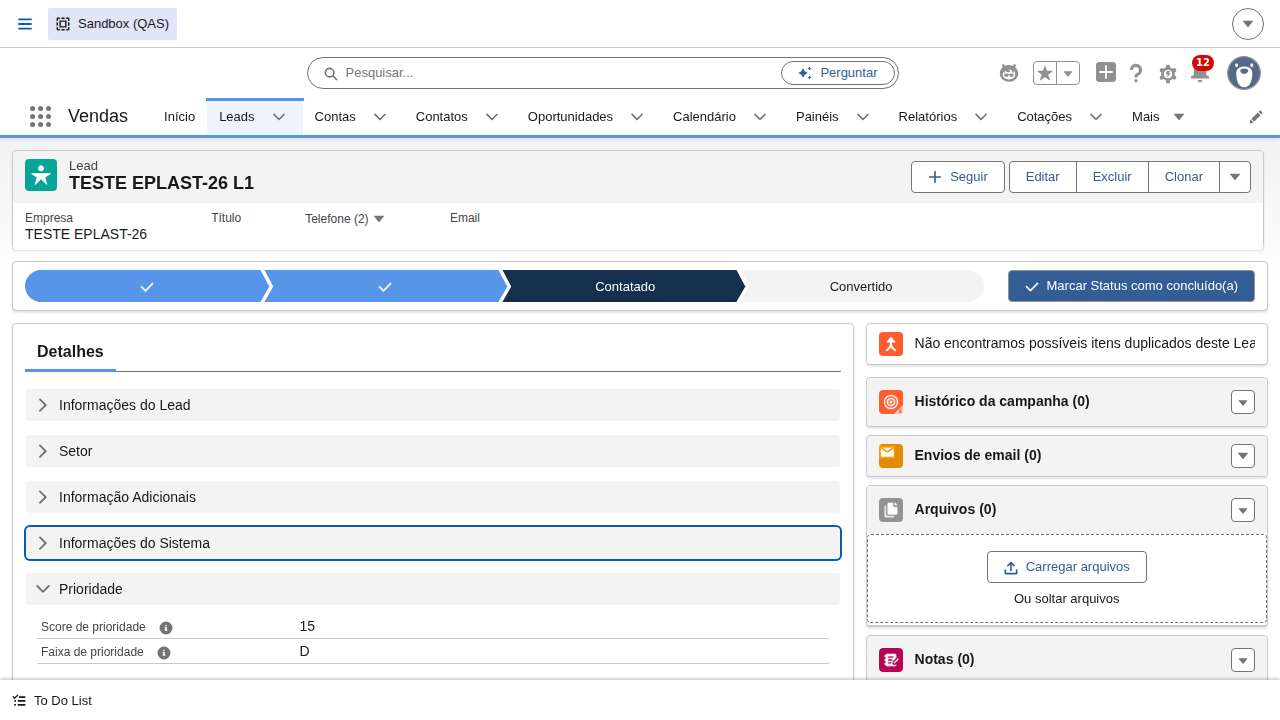 Sandbox (QAS)
Pesquisar...
Perguntar
12
Vendas
Início
Leads
Contas
Contatos
Oportunidades
Calendário
Painéis
Relatórios
Cotações
Mais
Lead
TESTE EPLAST-26 L1
Seguir
Editar
Excluir
Clonar
Empresa
Título
Telefone (2)
Email
TESTE EPLAST-26
Contatado
Convertido
Marcar Status como concluído(a)
Detalhes
Informações do Lead
Setor
Informação Adicionais
Informações do Sistema
Prioridade
Score de prioridade
15
Faixa de prioridade
D
Não encontramos possíveis itens duplicados deste Lea
Histórico da campanha (0)
Envios de email (0)
Arquivos (0)
Carregar arquivos
Ou soltar arquivos
Notas (0)
To Do List